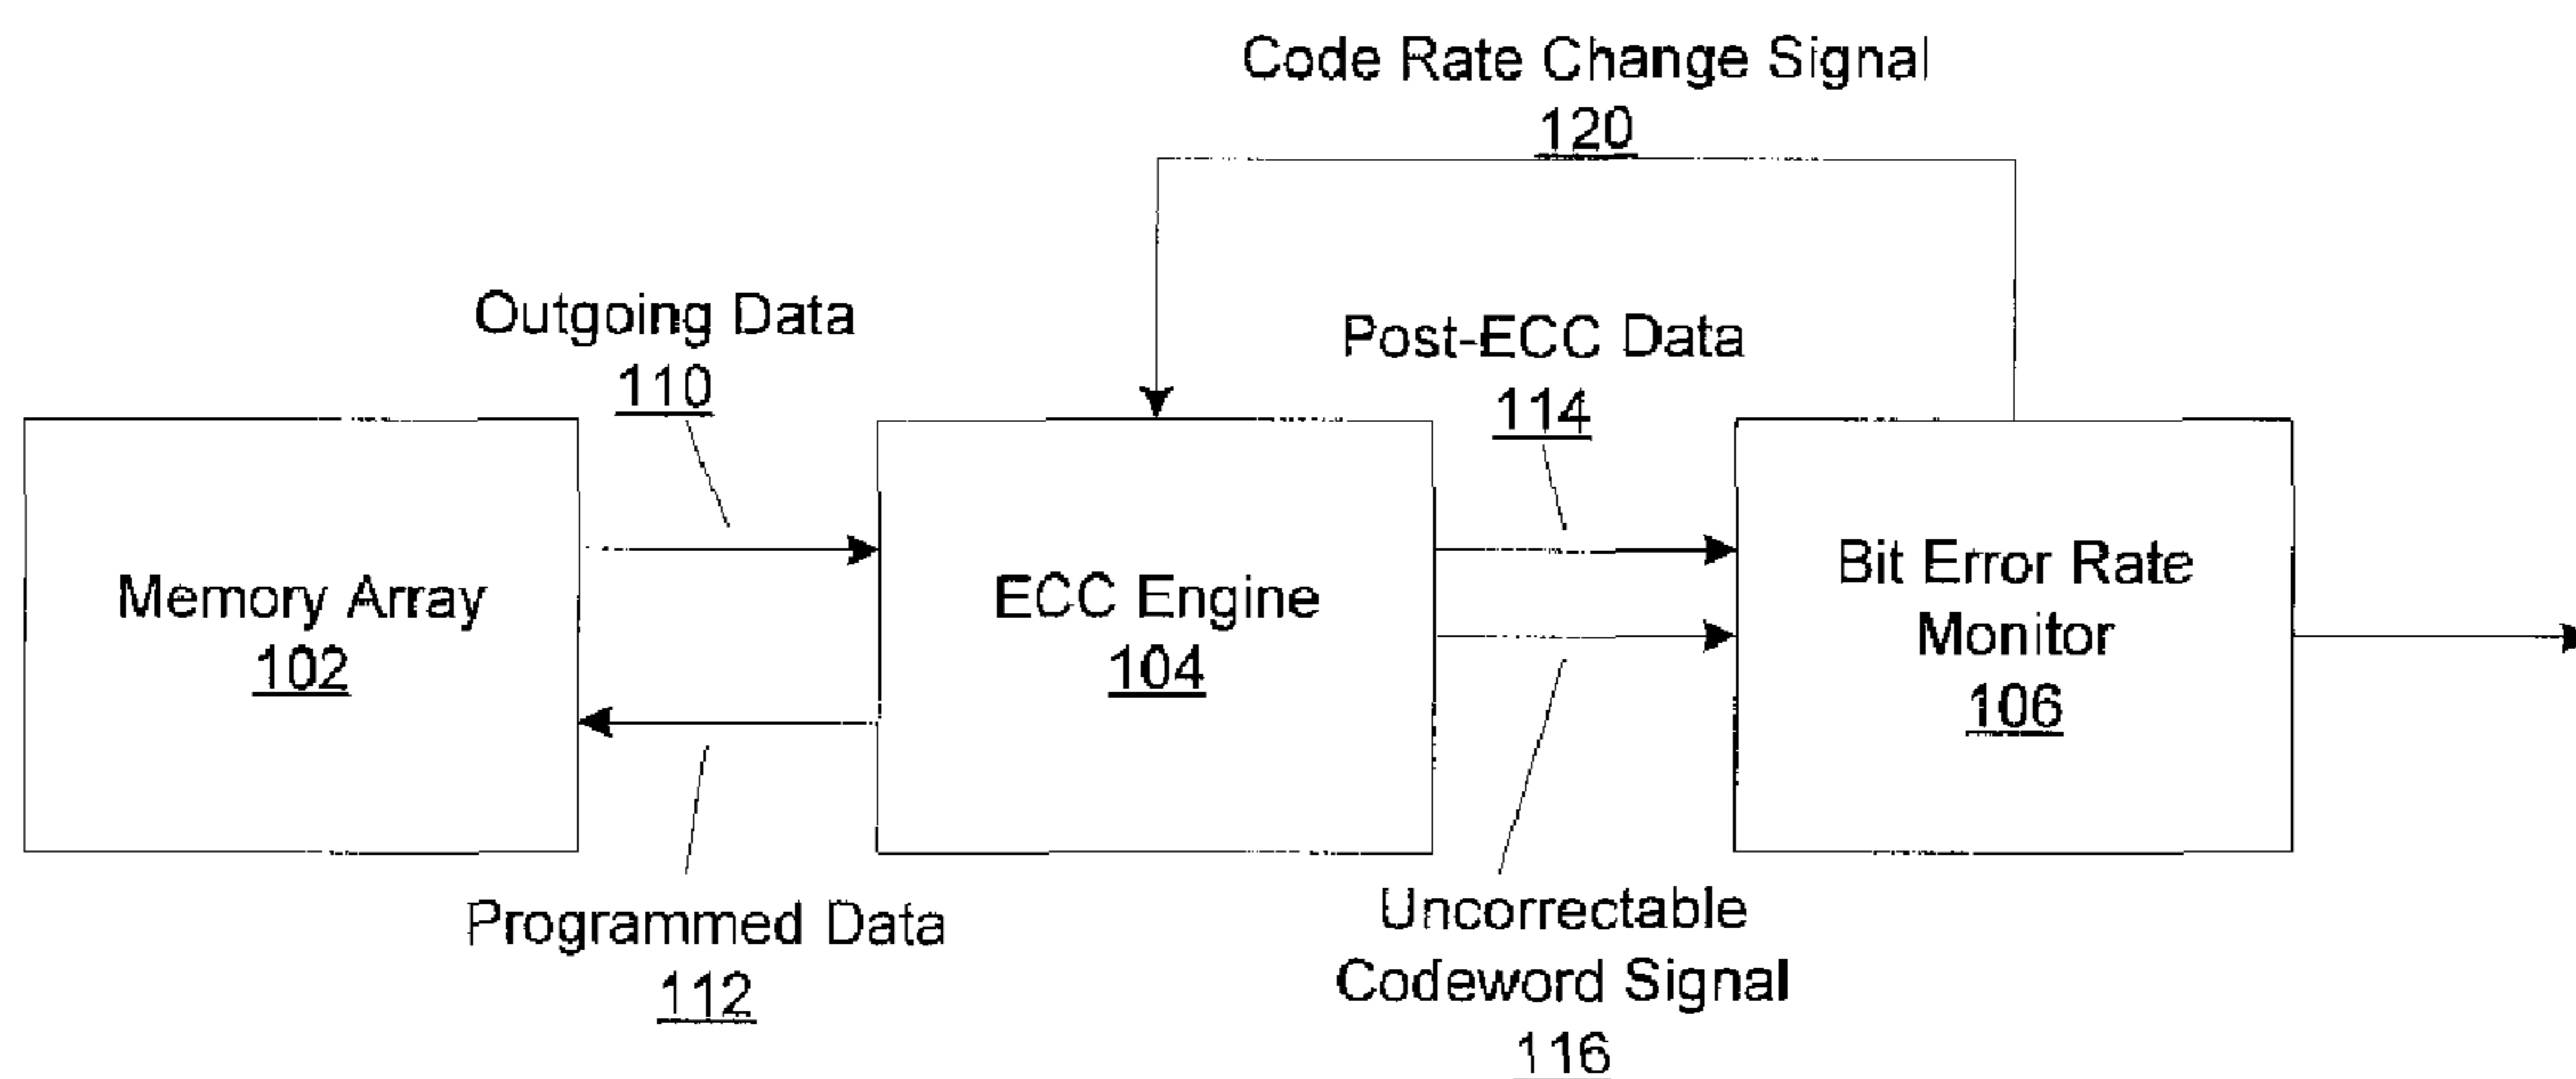 Code Rate Change Signal
120
Outgoing Data
110
Post-ECC Data
114
Memory Array
102
ECC Engine
104
Bit Error Rate
Monitor
106
Programmed Data
112
Uncorrectable
Codeword Signal
116